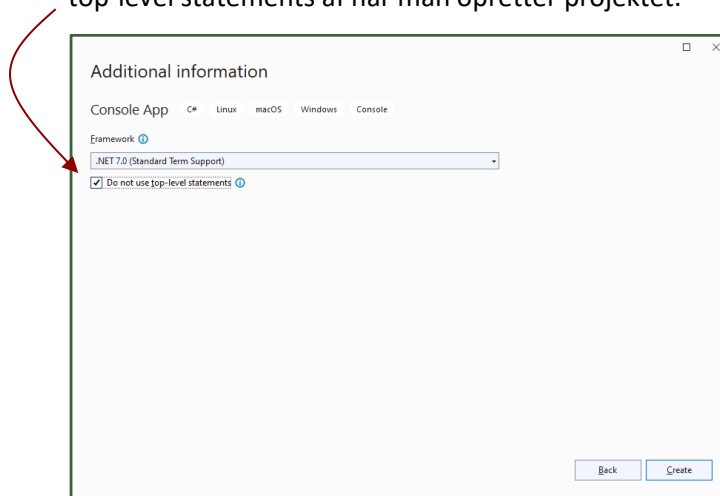 top-level statements af når man opretter projektet.
Additional information
Console App C# Linux macOS Windows Console
Framework
.NET 7.0 (Standard Term Support)
Do not use top-level statements
Back Create